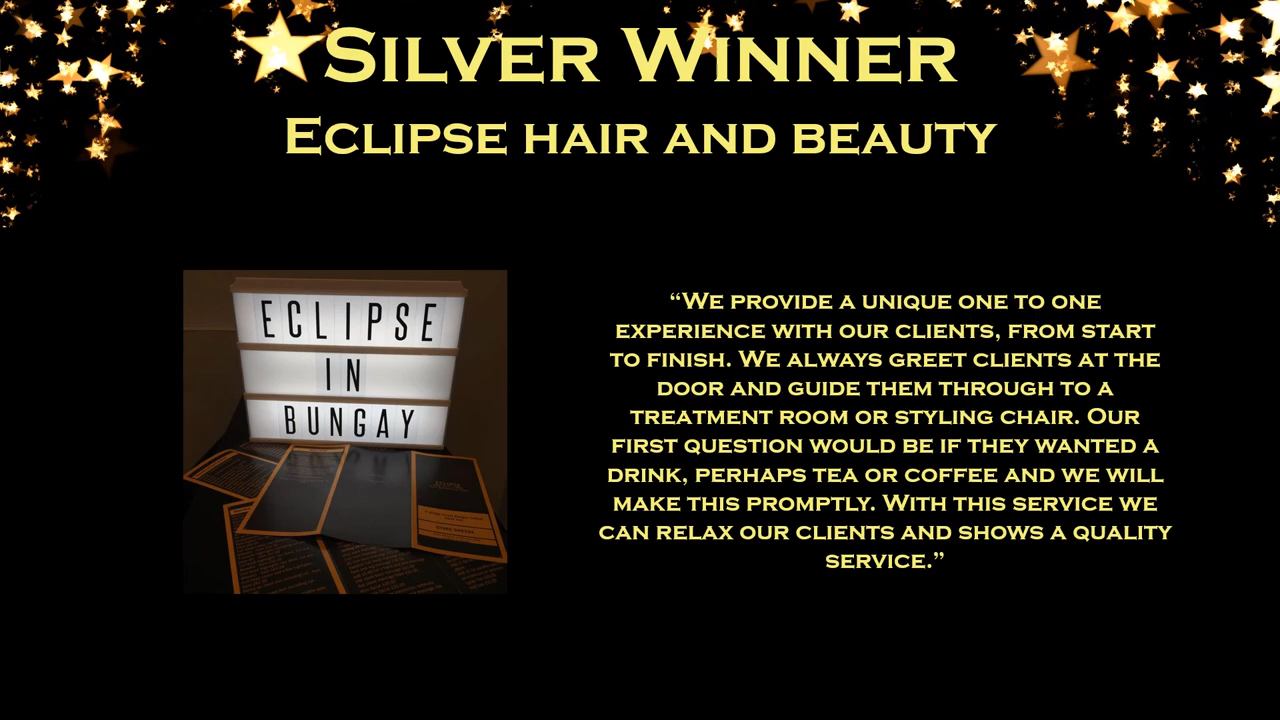 Silver Winner
Eclipse hair and beauty
ECLIPSE
IN
BUNGAY
“We provide a unique one to one
experience with our clients, from start
to finish. We always greet clients at the
door and guide them through to a
treatment room or styling chair. Our
first question would be if they wanted a
drink, perhaps tea or coffee and we will
make this promptly. With this service we
can relax our clients and shows a quality
service.”